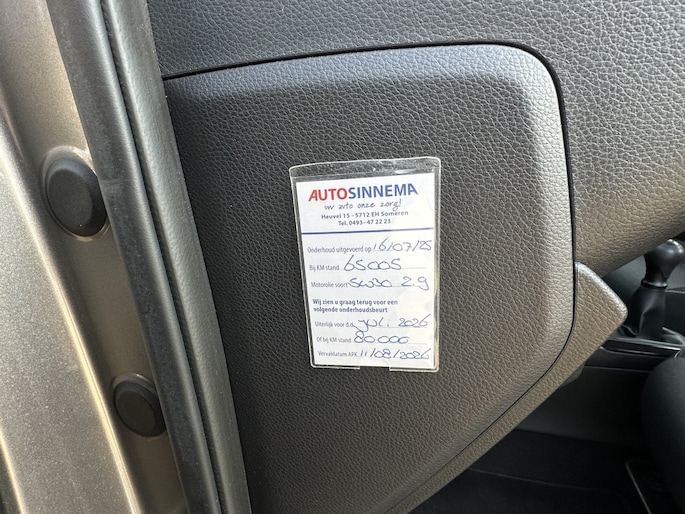 AUTOSINNEMA
uw auto onze zorg!
Heuvel 15 - 5712 EH Someren
Tel. 0493 - 47 22 23
Onderhoud uitgevoerd op 16/07/25
Bij KM stand 65005
Motorolie soort 5W30 2.9
Wij zien u graag terug voor een
volgende onderhoudsbeurt
Uiterlijk voor d.d. juli 2026
Of bij KM stand 80.000
Vervaldatum APK 11/08/2026